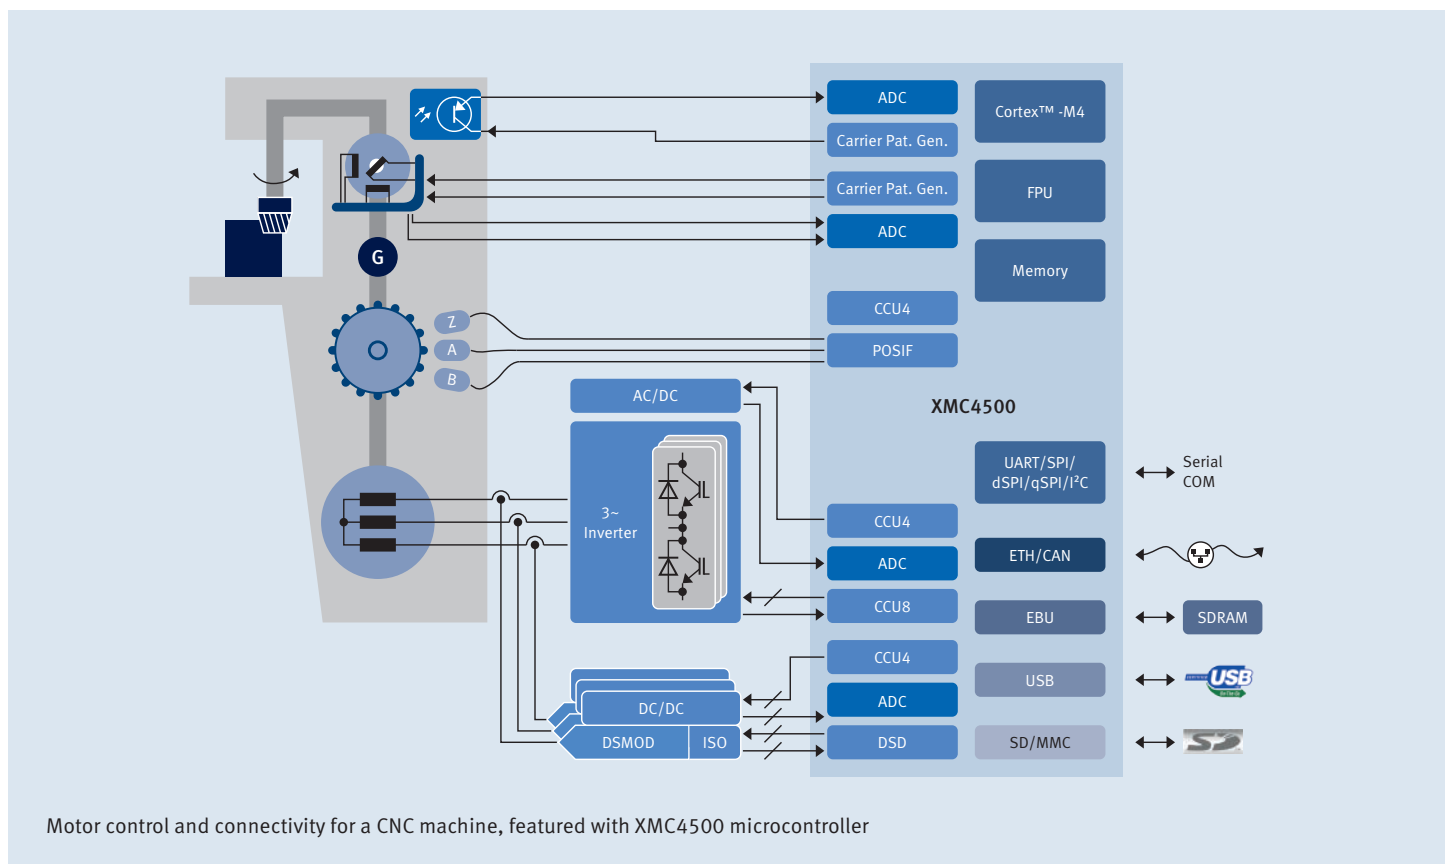 ADC
Cortex™ -M4
Carrier Pat. Gen.
Carrier Pat. Gen.
FPU
ADC
G
Memory
CCU4
Z
A
B
POSIF
AC/DC
XMC4500
3~
Inverter
UART/SPI/
dSPI/qSPI/I²C
Serial
COM
CCU4
ADC
ETH/CAN
CCU8
EBU
SDRAM
CCU4
USB
USB
DC/DC
ADC
DSMOD
ISO
DSD
SD/MMC
SD
Motor control and connectivity for a CNC machine, featured with XMC4500 microcontroller